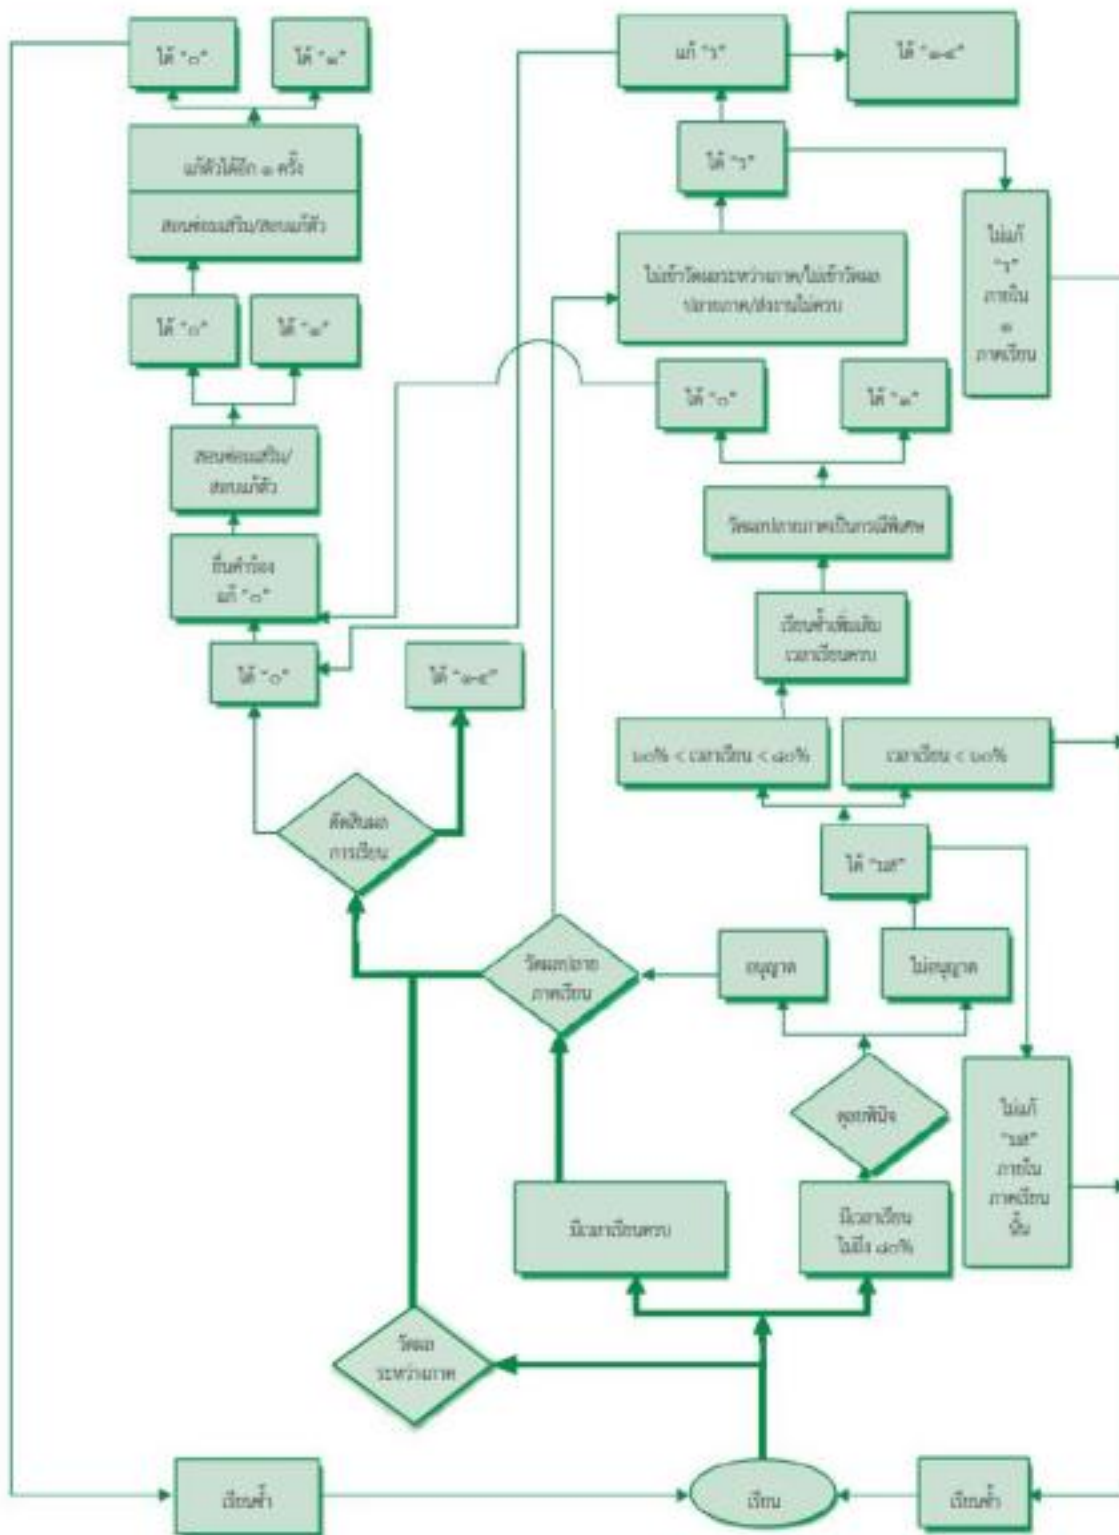 ได้ "๐"
ได้ "๑"
แก้ "ร"
ได้ "๑-๔"
แก้ตัวได้อีก ๑ ครั้ง
สอนซ่อมเสริม/สอบแก้ตัว
ได้ "ร"
ไม่แก้
"ร"
ภายใน
๑
ภาคเรียน
ไม่เข้าวัดผลระหว่างภาค/ไม่เข้าวัดผล
ปลายภาค/ส่งงานไม่ครบ
ได้ "๐"
ได้ "๑"
ได้ "๐"
ได้ "๑"
สอนซ่อมเสริม/
สอบแก้ตัว
วัดผลปลายภาคเป็นกรณีพิเศษ
ยื่นคำร้อง
แก้ "๐"
เรียนซ้ำเพิ่มเติม
เวลาเรียนครบ
ได้ "๐"
ได้ "๑-๔"
๖๐% < เวลาเรียน < ๘๐%
เวลาเรียน < ๖๐%
ตัดสินผล
การเรียน
ได้ "มส"
วัดผลปลาย
ภาคเรียน
อนุญาต
ไม่อนุญาต
ดุลยพินิจ
ไม่แก้
"มส"
ภายใน
ภาคเรียน
นั้น
มีเวลาเรียนครบ
มีเวลาเรียน
ไม่ถึง ๘๐%
วัดผล
ระหว่างภาค
เรียนซ้ำ
เรียน
เรียนซ้ำ